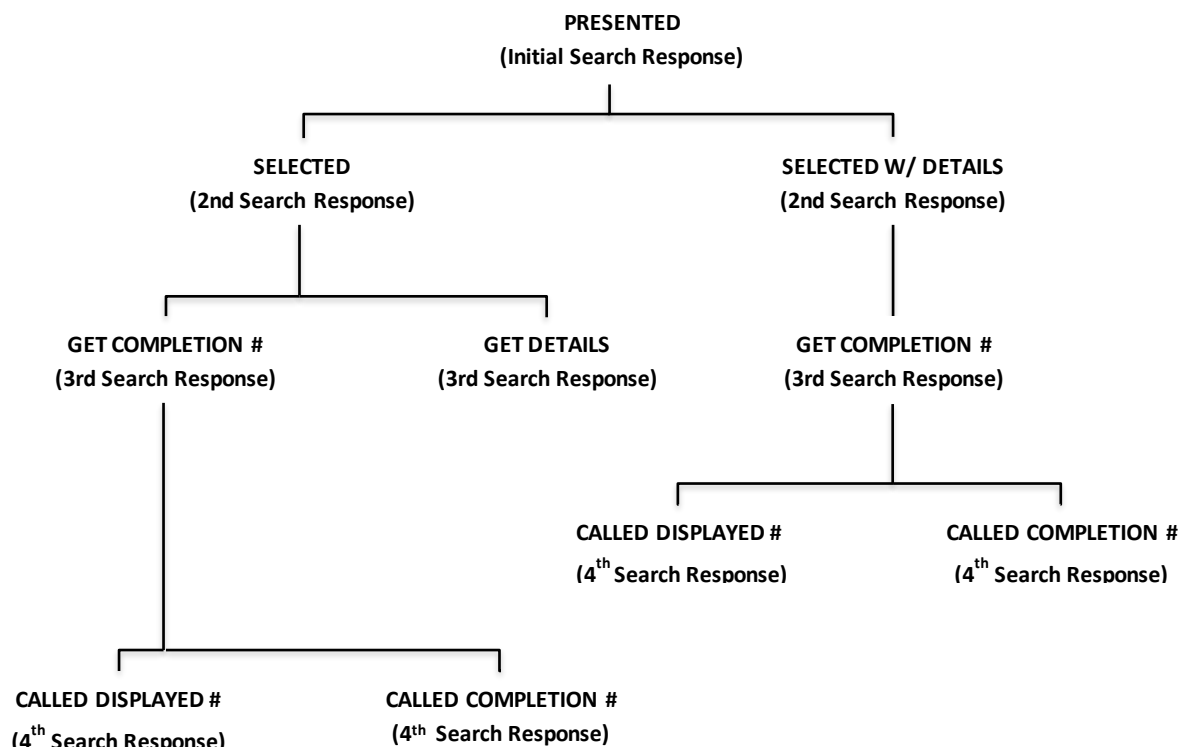 PRESENTED
(Initial Search Response)
SELECTED
(2nd Search Response)
SELECTED W/ DETAILS
(2nd Search Response)
GET COMPLETION #
(3rd Search Response)
GET DETAILS
(3rd Search Response)
GET COMPLETION #
(3rd Search Response)
CALLED DISPLAYED #
(4th Search Response)
CALLED COMPLETION #
(4th Search Response)
CALLED DISPLAYED #
(4th Search Response)
CALLED COMPLETION #
(4th Search Response)